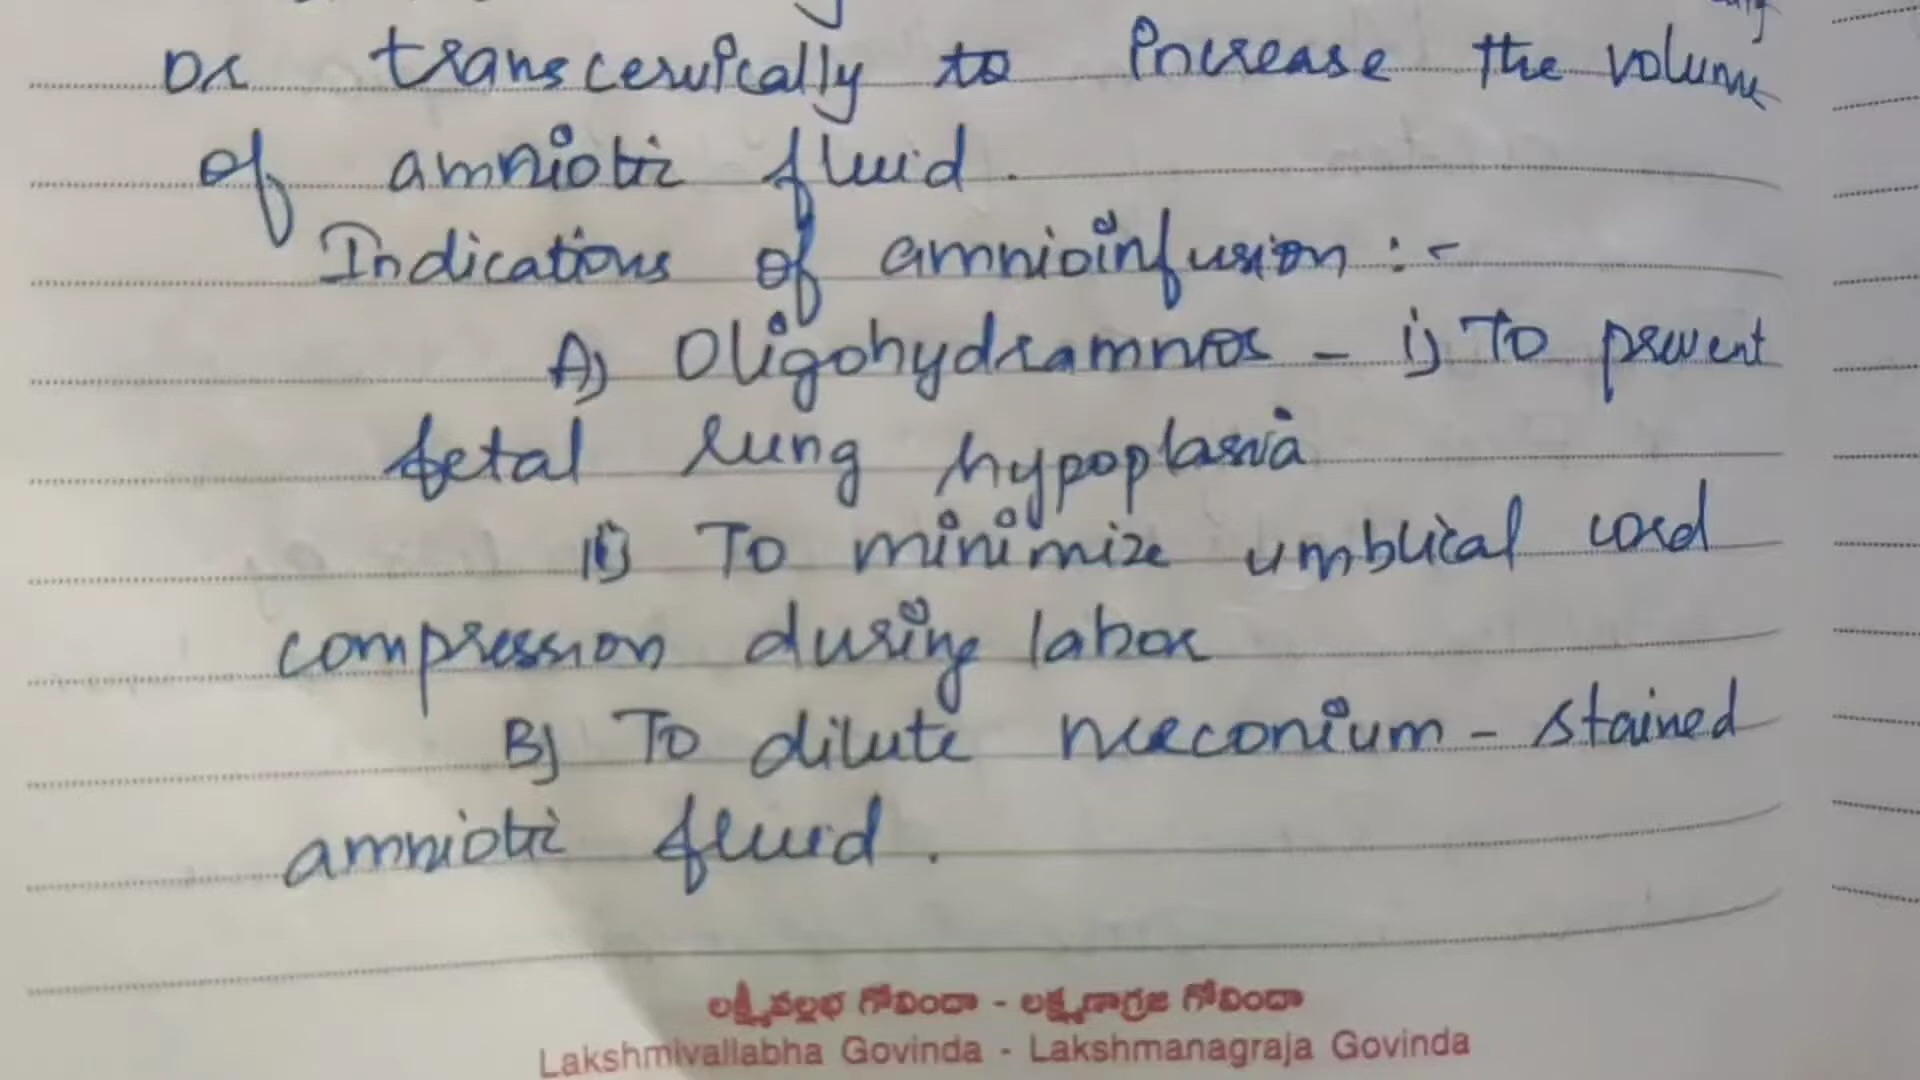 or transcervically to increase the volume
of amniotic fluid.
Indications of amnioinfusion :-
A) Oligohydramnios - i) To prevent
fetal lung hypoplasia
ii) To minimize umblical cord
compression during labor
B) To dilute meconium - stained
amniotic fluid.
లక్ష్మీవల్లభ గోవిందా - లక్ష్మణాగ్రజ గోవిందా
Lakshmivallabha Govinda - Lakshmanagraja Govinda